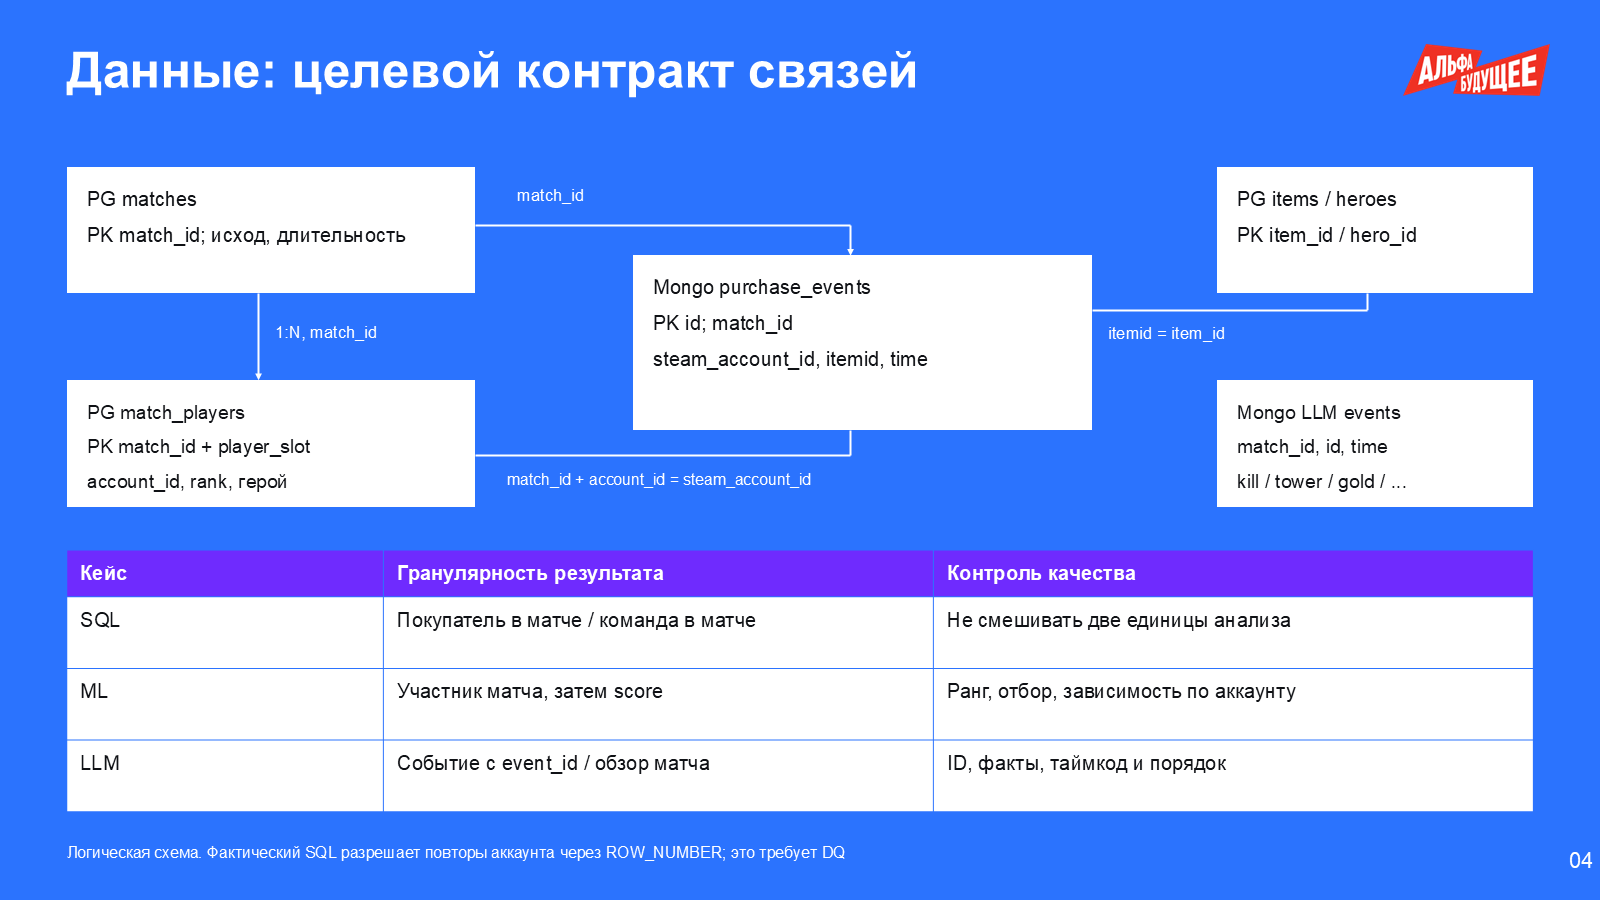 Данные: целевой контракт связей
АЛЬФА
БУДУЩЕЕ
PG matches
PK match_id; исход, длительность
match_id
PG items / heroes
PK item_id / hero_id
Mongo purchase_events
PK id; match_id
steam_account_id, itemid, time
1:N, match_id
itemid = item_id
PG match_players
PK match_id + player_slot
account_id, rank, герой
match_id + account_id = steam_account_id
Mongo LLM events
match_id, id, time
kill / tower / gold / ...
Кейс	Гранулярность результата	Контроль качества
SQL	Покупатель в матче / команда в матче	Не смешивать две единицы анализа
ML	Участник матча, затем score	Ранг, отбор, зависимость по аккаунту
LLM	Событие с event_id / обзор матча	ID, факты, таймкод и порядок
Логическая схема. Фактический SQL разрешает повторы аккаунта через ROW_NUMBER; это требует DQ
04